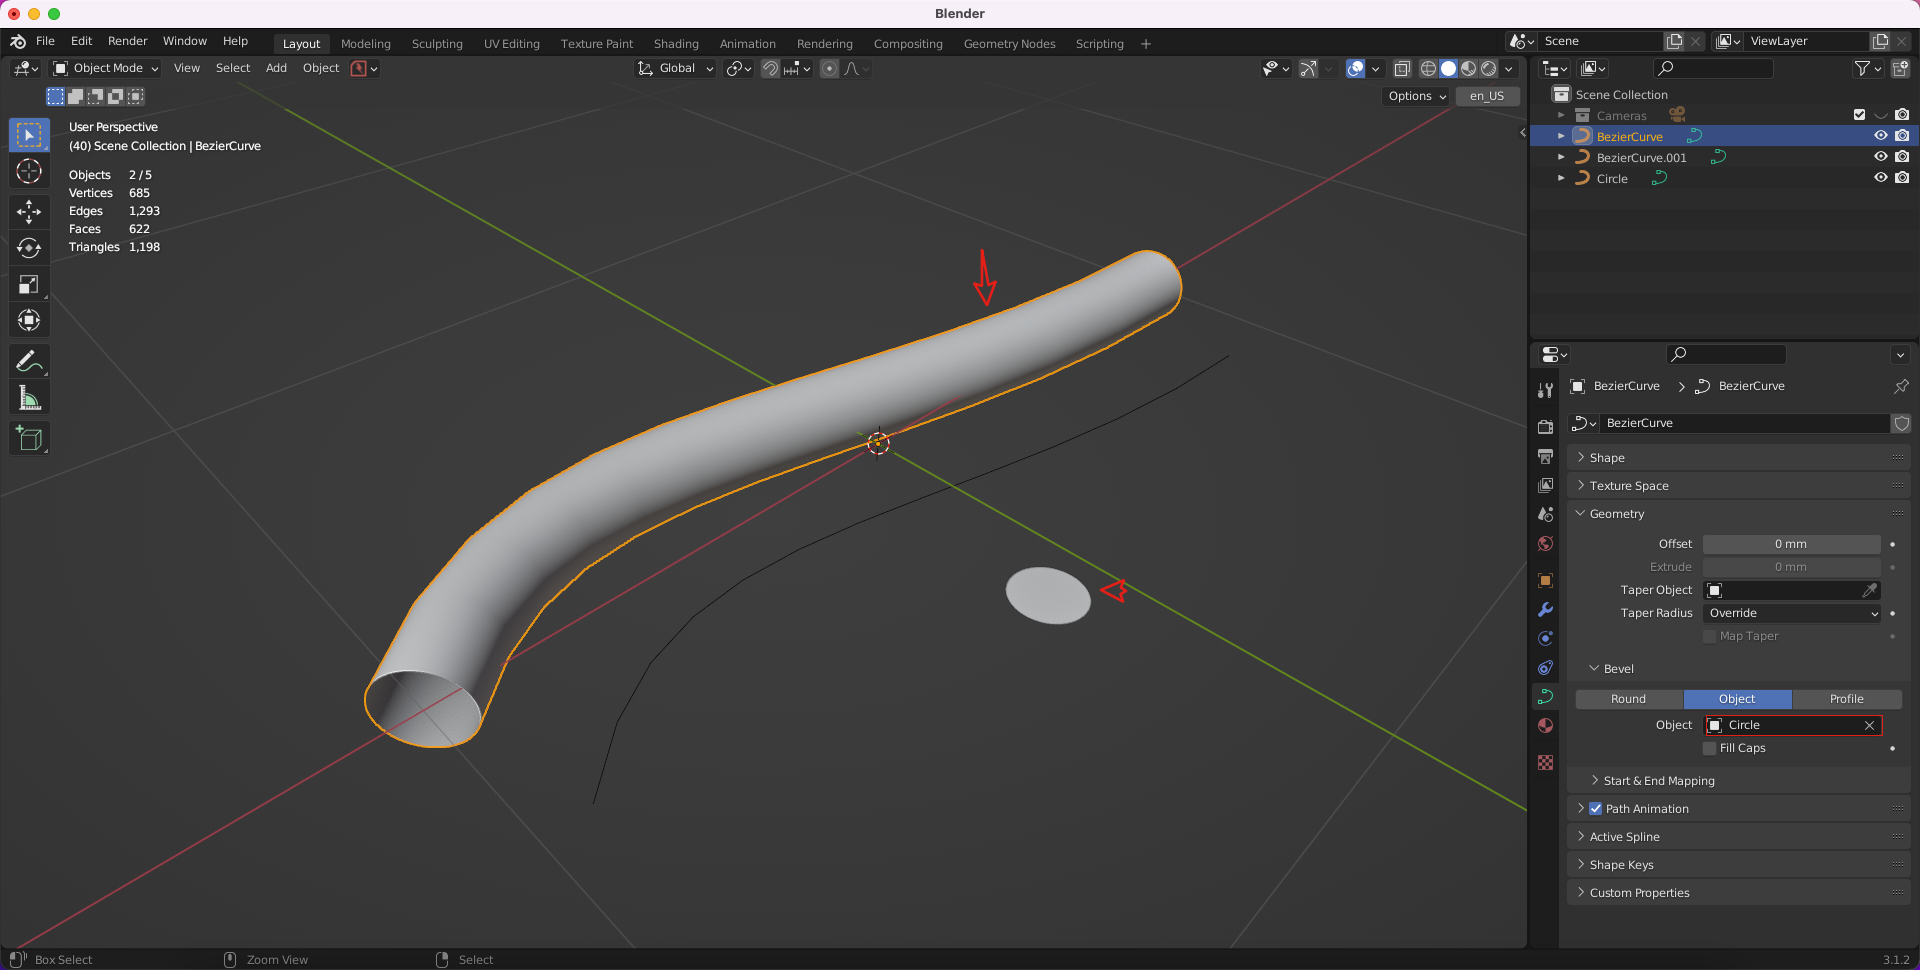 Blender
File Edit Render Window Help Layout Modeling Sculpting UV Editing Texture Paint Shading Animation Rendering Compositing Geometry Nodes Scripting + Scene ViewLayer
Object Mode View Select Add Object Global
Options en_US
User Perspective
(40) Scene Collection | BezierCurve
Objects 2 / 5
Vertices 685
Edges 1,293
Faces 622
Triangles 1,198
Scene Collection
Cameras
BezierCurve
BezierCurve.001
Circle
BezierCurve > BezierCurve
BezierCurve
Shape
Texture Space
Geometry
Offset 0 mm
Extrude 0 mm
Taper Object
Taper Radius Override
Map Taper
Bevel
Round Object Profile
Object Circle
Fill Caps
Start & End Mapping
Path Animation
Active Spline
Shape Keys
Custom Properties
Box Select Zoom View Select 3.1.2